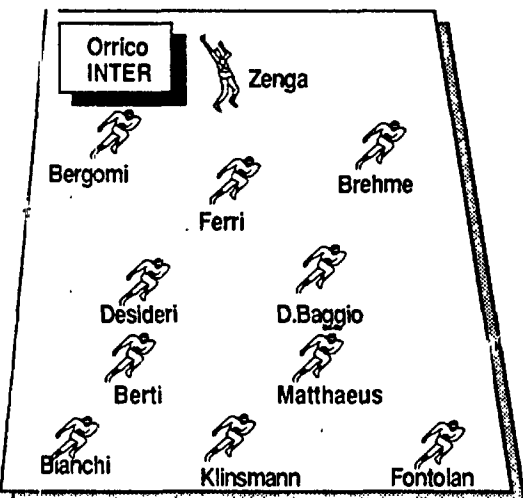 Orrico
INTER
Zenga
Bergomi
Brehme
Ferri
Desideri
D.Baggio
Berti
Matthaeus
Bianchi
Klinsmann
Fontolan